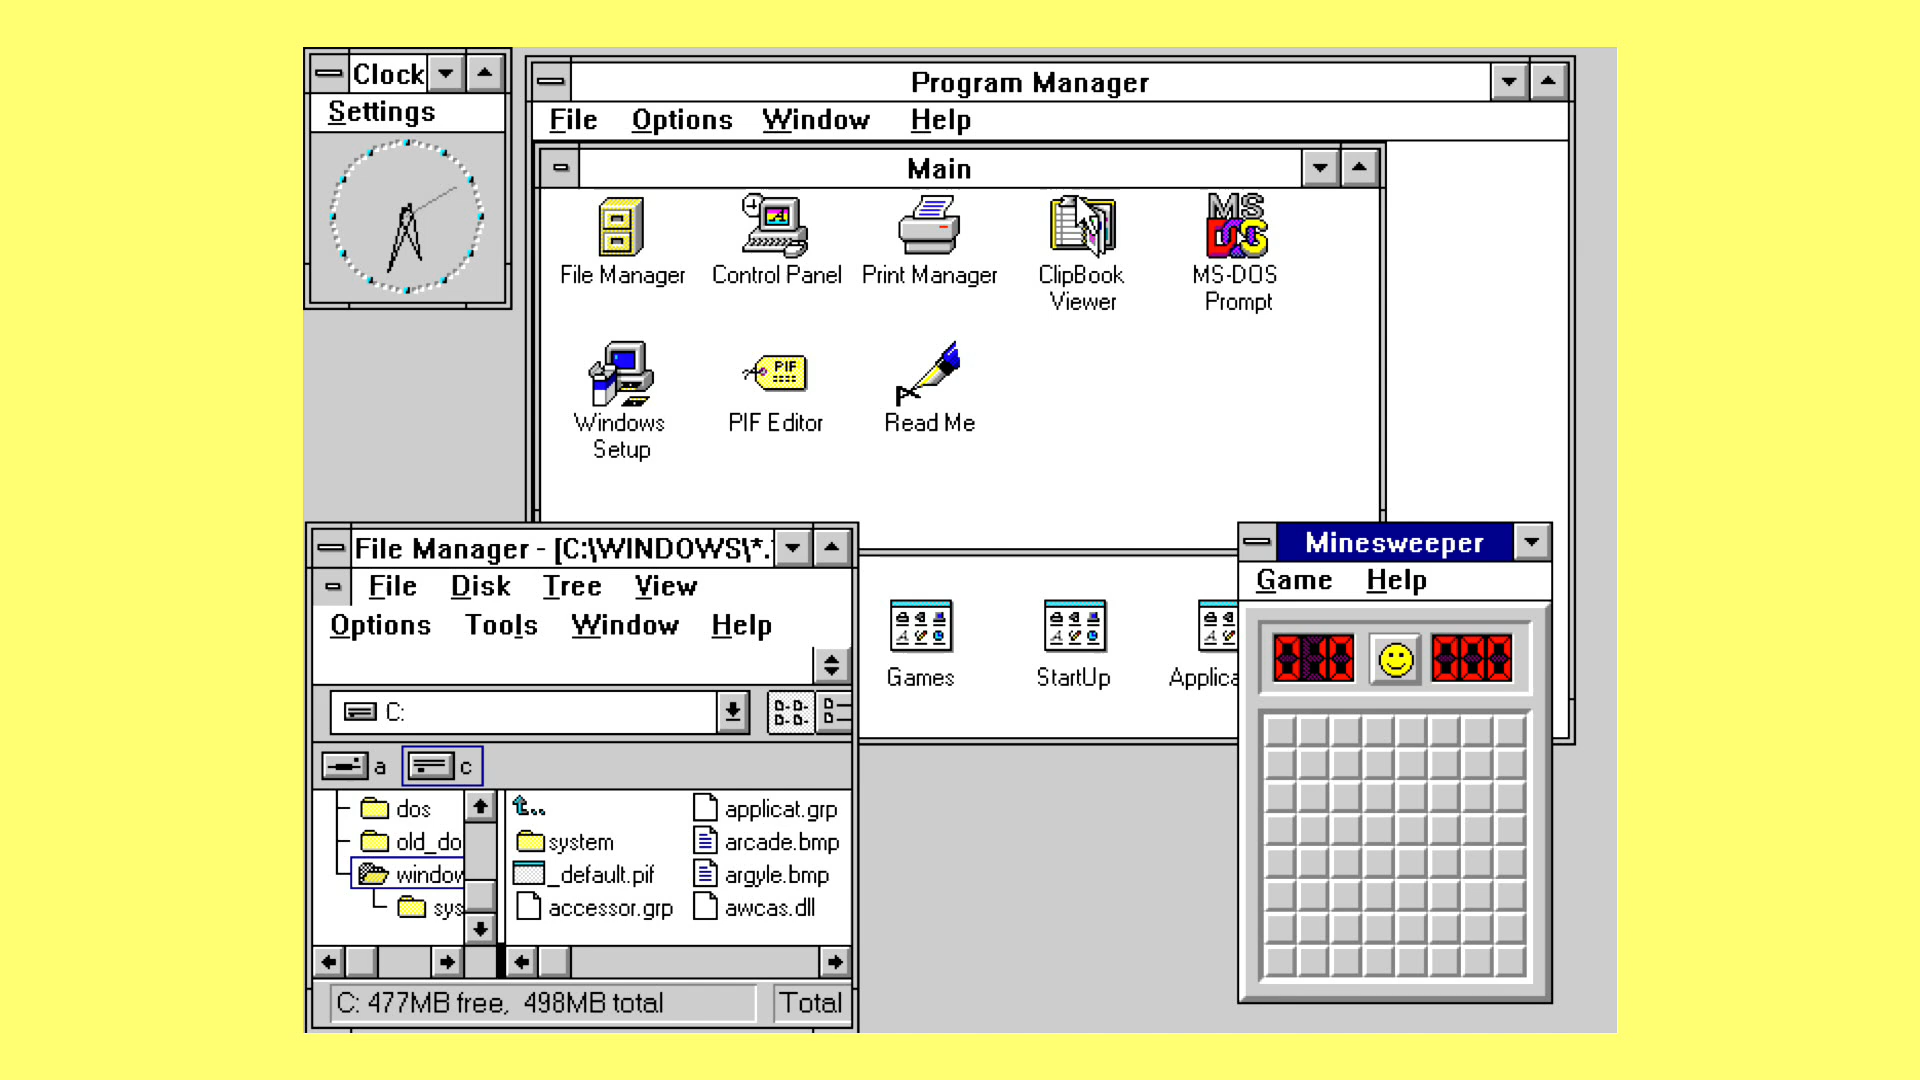 Clock
Settings
Program Manager
File Options Window Help
Main
File Manager
Control Panel
Print Manager
ClipBook
Viewer
MS-DOS
Prompt
Windows
Setup
PIF Editor
Read Me
Games
StartUp
Applica
File Manager - [C:\WINDOWS\*.
File Disk Tree View
Options Tools Window Help
C:
a c
dos
old_do
window
sys
..
system
_default.pif
accessor.grp
applicat.grp
arcade.bmp
argyle.bmp
awcas.dll
C: 477MB free, 498MB total
Total
Minesweeper
Game Help
010
000